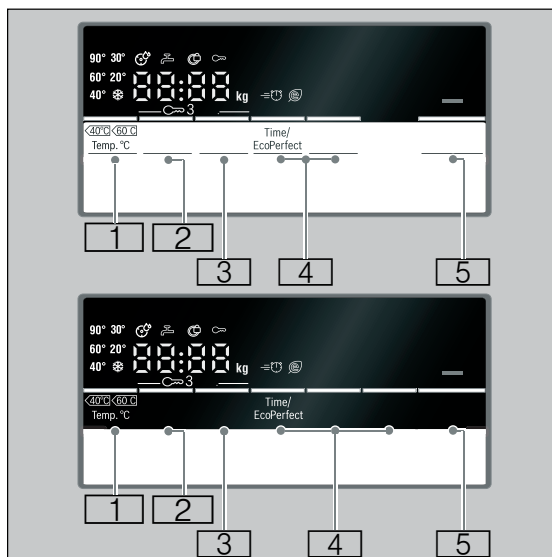 90° 30°
60° 20°
40° 88:88 kg
3
40°C 60 C
Temp. °C
Time/
EcoPerfect
1 2
3 4 5
90° 30°
60° 20°
40° 88:88 kg
3
40°C 60 C
Temp. °C
Time/
EcoPerfect
1 2
3 4 5